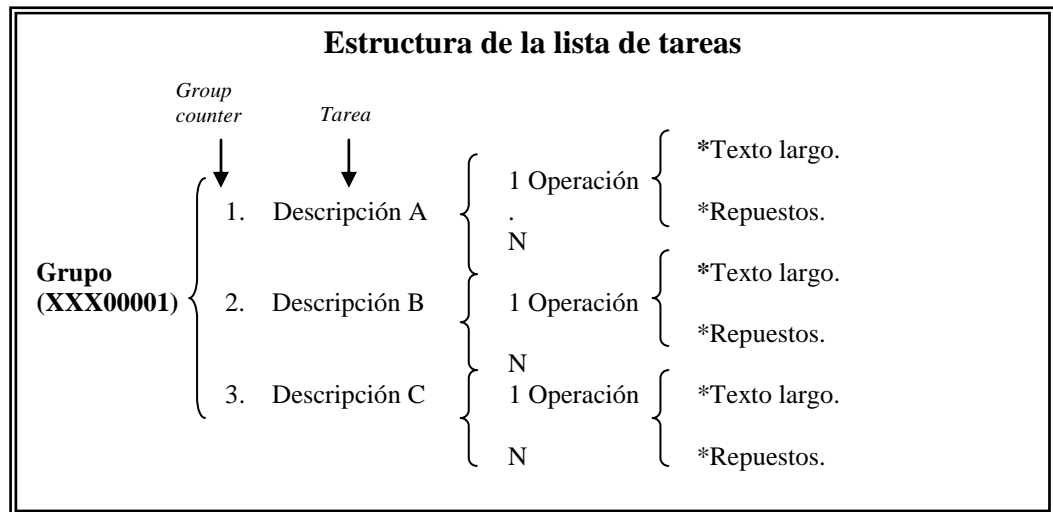 Estructura de la lista de tareas
Group
counter
Tarea
Grupo
(XXX00001)
1. Descripción A
1 Operación
.
N
*Texto largo.
*Repuestos.
2. Descripción B
1 Operación
N
*Texto largo.
*Repuestos.
3. Descripción C
1 Operación
N
*Texto largo.
*Repuestos.